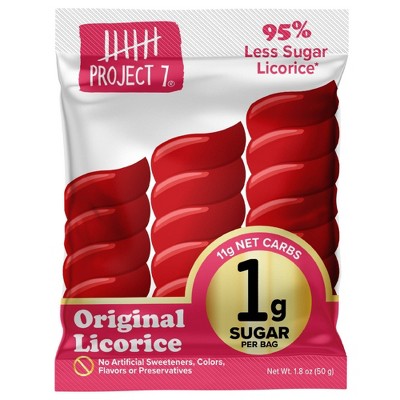 PROJECT 7®
95%
Less Sugar
Licorice*
11g NET CARBS
1g
SUGAR
PER BAG
Original
Licorice
No Artificial Sweeteners, Colors,
Flavors or Preservatives
Net Wt. 1.8 oz (50 g)